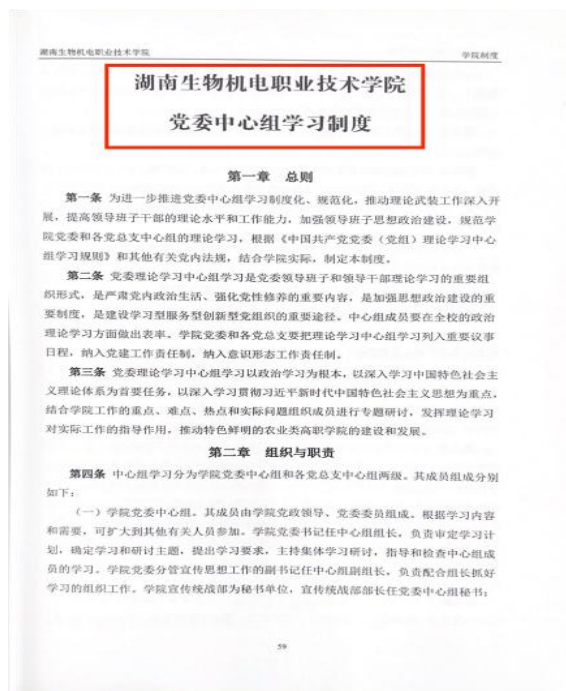 湖南生物机电职业技术学院
学院制度
湖南生物机电职业技术学院
党委中心组学习制度
第一章 总则
第一条 为进一步推进党委中心组学习制度化、规范化，推动理论武装工作深入开
展，提高领导班子干部的理论水平和工作能力，加强领导班子思想政治建设，规范学
院党委和各党总支中心组的理论学习，根据《中国共产党党委（党组）理论学习中心
组学习规则》和其他有关党内法规，结合学院实际，制定本制度。
第二条 党委理论学习中心组学习是党委领导班子和领导干部理论学习的重要组
织形式，是严肃党内政治生活、强化党性修养的重要内容，是加强思想政治建设的重
要制度，是建设学习型服务型创新型党组织的重要途径。中心组成员要在全校的政治
理论学习方面做出表率。学院党委和各党总支要把理论学习中心组学习列入重要议事
日程，纳入党建工作责任制，纳入意识形态工作责任制。
第三条 党委理论学习中心组学习以政治学习为根本，以深入学习中国特色社会主
义理论体系为首要任务，以深入学习贯彻习近平新时代中国特色社会主义思想为重点，
结合学院工作的重点、难点、热点和实际问题组织成员进行专题研讨，发挥理论学习
对实际工作的指导作用，推动特色鲜明的农业类高职学院的建设和发展。
第二章 组织与职责
第四条 中心组学习分为学院党委中心组和各党总支中心组两级。其成员组成分别
如下：
（一）学院党委中心组。其成员由学院党政领导、党委委员组成。根据学习内容
和需要，可扩大到其他有关人员参加。学院党委书记任中心组组长，负责审定学习计
划，确定学习和研讨主题，提出学习要求，主持集体学习研讨，指导和检查中心组成
员的学习。学院党委分管宣传思想工作的副书记任中心组副组长，负责配合组长抓好
学习的组织工作。学院宣传统战部为秘书单位，宣传统战部部长任党委中心组秘书；
59